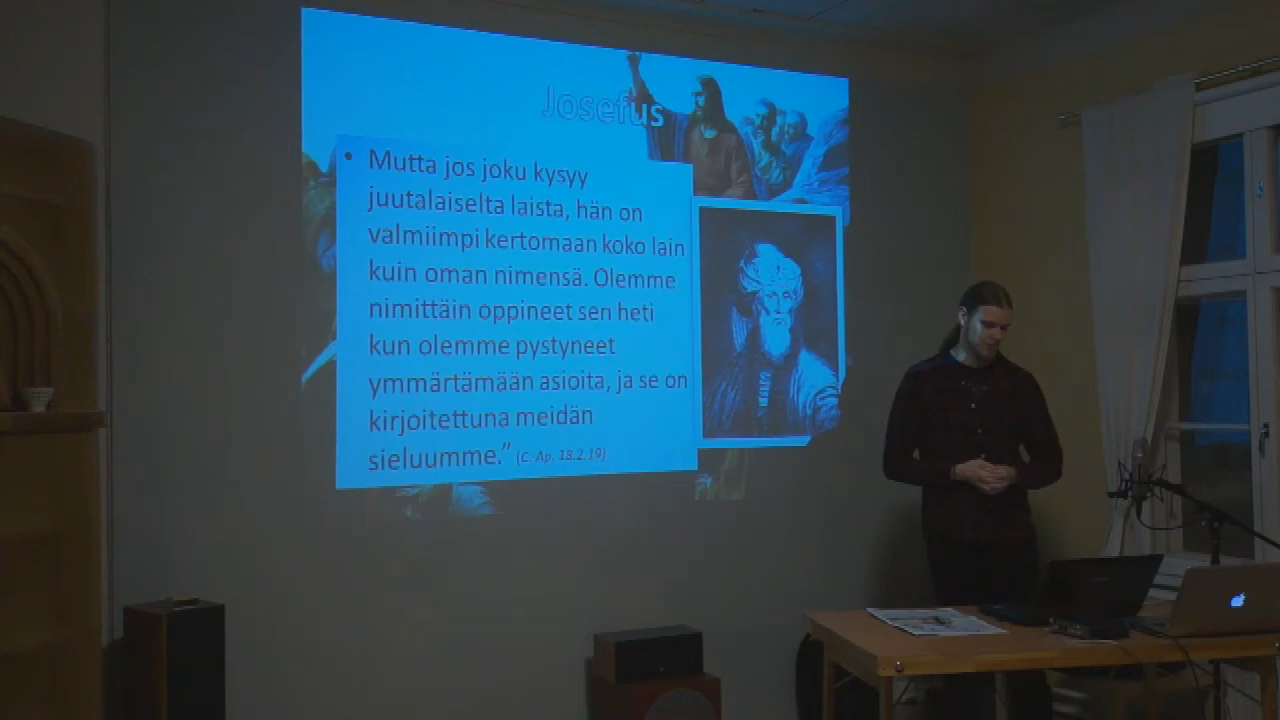 Josefus
• Mutta jos joku kysyy
juutalaiselta laista, hän on
valmiimpi kertomaan koko lain
kuin oman nimensä. Olemme
nimittäin oppineet sen heti
kun olemme pystyneet
ymmärtämään asioita, ja se on
kirjoitettuna meidän
sieluumme.” (C. Ap. 18.2.19)